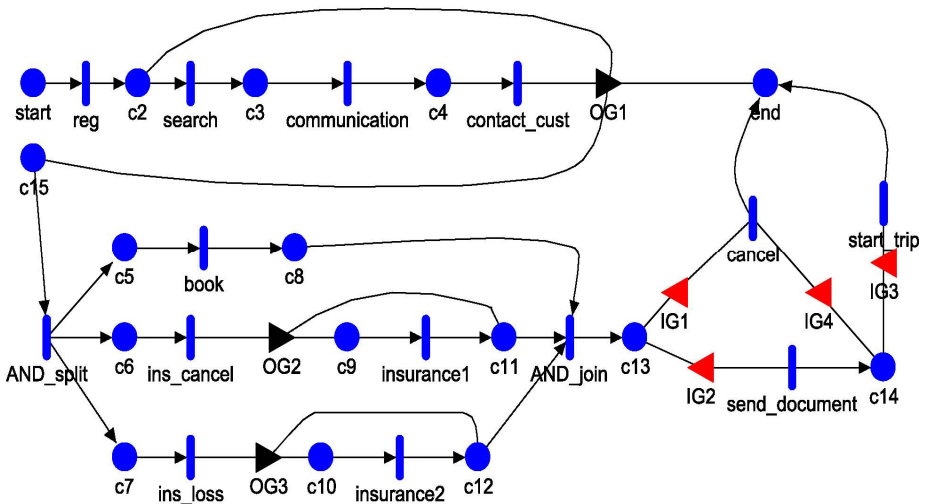 start
reg
c2
search
c3
communication
c4
contact_cust
OG1
end
c15
c5
book
c8
cancel
start_trip
IG3
IG1
IG4
AND_split
c6
ins_cancel
OG2
c9
insurance1
c11
AND_join
c13
IG2
send_document
c14
c7
ins_loss
OG3
c10
insurance2
c12